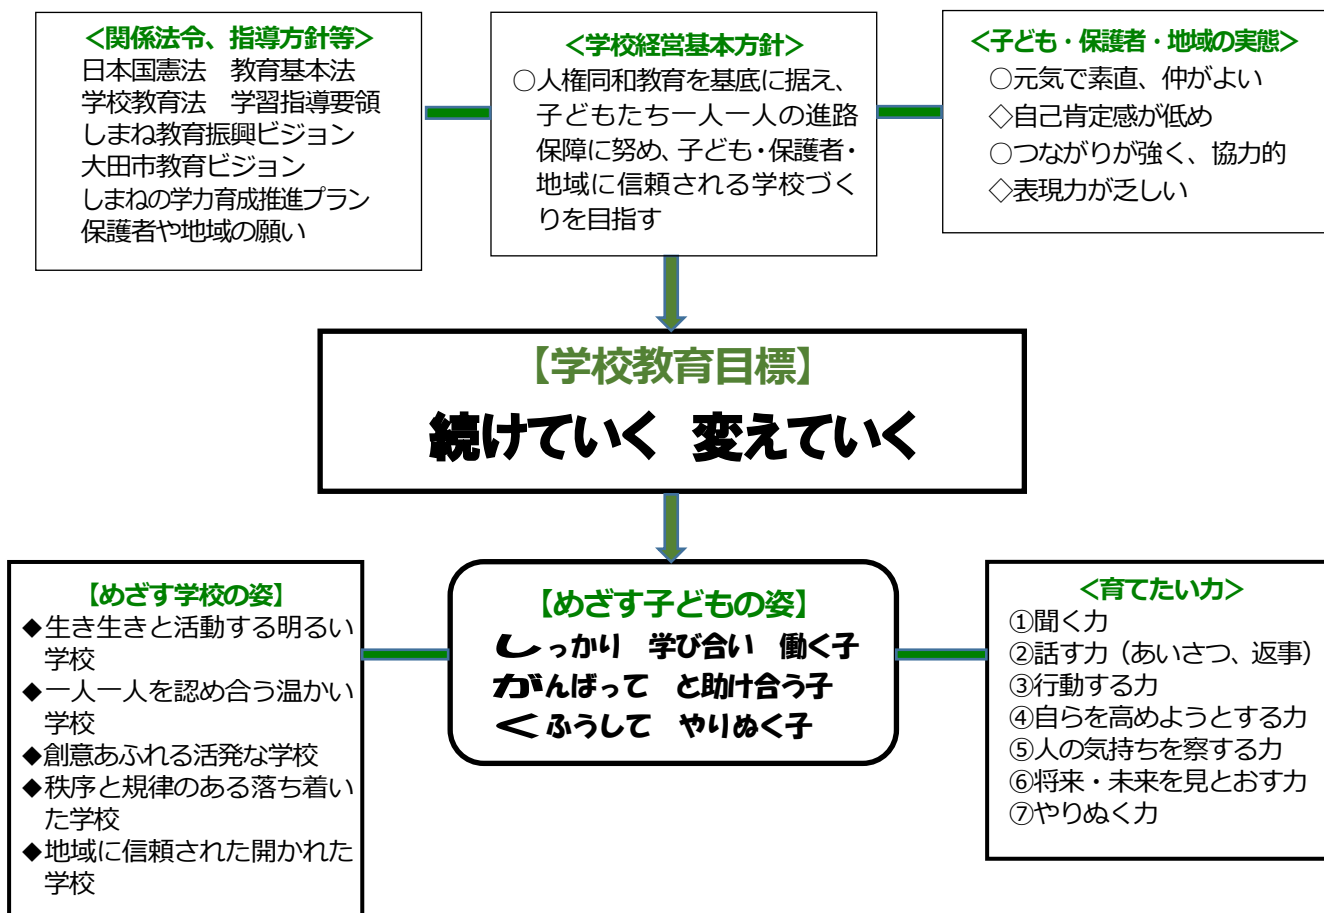 <関係法令、指導方針等>
日本国憲法　教育基本法
学校教育法　学習指導要領
しまね教育振興ビジョン
大田市教育ビジョン
しまねの学力育成推進プラン
保護者や地域の願い
<学校経営基本方針>
○人権同和教育を基底に据え、
子どもたち一人一人の進路
保障に努め、子ども・保護者・
地域に信頼される学校づく
りを目指す
<子ども・保護者・地域の実態>
○元気で素直、仲がよい
◇自己肯定感が低め
○つながりが強く、協力的
◇表現力が乏しい
【学校教育目標】
続けていく　変えていく
【めざす学校の姿】
◆生き生きと活動する明るい
学校
◆一人一人を認め合う温かい
学校
◆創意あふれる活発な学校
◆秩序と規律のある落ち着い
た学校
◆地域に信頼された開かれた
学校
【めざす子どもの姿】
しっかり　学び合い　働く子
がんばって　と助け合う子
くふうして　やりぬく子
<育てたい力>
①聞く力
②話す力（あいさつ、返事）
③行動する力
④自らを高めようとする力
⑤人の気持ちを察する力
⑥将来・未来を見とおす力
⑦やりぬく力